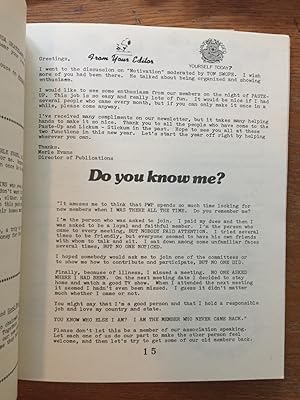 From Your Editor
YOURSELF TODAY?
Greetings,
I went to the discussion on "Motivation" moderated by TOM SWOPE. I wish
more of you had been there. He talked about being organized and showing
enthusiasm.
I would like to see some enthusiasm from our members on the night of PASTE-
UP. This job is so easy and really lots of fun. It would be nice if I had
several people who came every month, but if you can only make it once in a
while, please come anyway.
I've received many compliments on our newsletter, but it takes many helping
hands to make it so nice. Thank you to all the people who have come to the
Paste-Up and Lickum - Stickum in the past. Hope to see you all at these
two functions in this new year. Let's start the year off right by helping
wherever you can.
Thanks,
Marie Evans
Director of Publications
Do you know me?
"It amuses me to think that PWP spends so much time looking for
new members when I WAS THERE ALL THE TIME. Do you remember me?
I'm the person who was asked to join. I paid my dues and then I
was asked to be a loyal and faithful member. I'm the person who
came to every meeting, BUT NOBODY PAID ATTENTION. I tried several
times to be friendly, but everyone seemed to have his own friends
with whom to talk and sit. I sat down among some unfamiliar faces
several times, BUT NO ONE NOTICED.
I hoped somebody would ask me to join one of the committees or
to show me how to contribute and participate, BUT NO ONE DID.
Finally, because of illness, I missed a meeting. NO ONE ASKED
WHERE I HAD BEEN. On the next meeting date I decided to stay
home and watch a good TV show. When I attended the next meeting
it seemed I hadn't even been missed. I guess it didn't matter
much whether I came or not.
You might say that I'm a good person and that I hold a responsible
job and love my country and state.
YOU KNOW WHO ELSE I AM? I AM THE MEMBER WHO NEVER CAME BACK."
Please don't let this be a member of our association speaking.
Let each one of us do our part to make the other person feel
welcome, and then let's try to get some of our old members back.
15